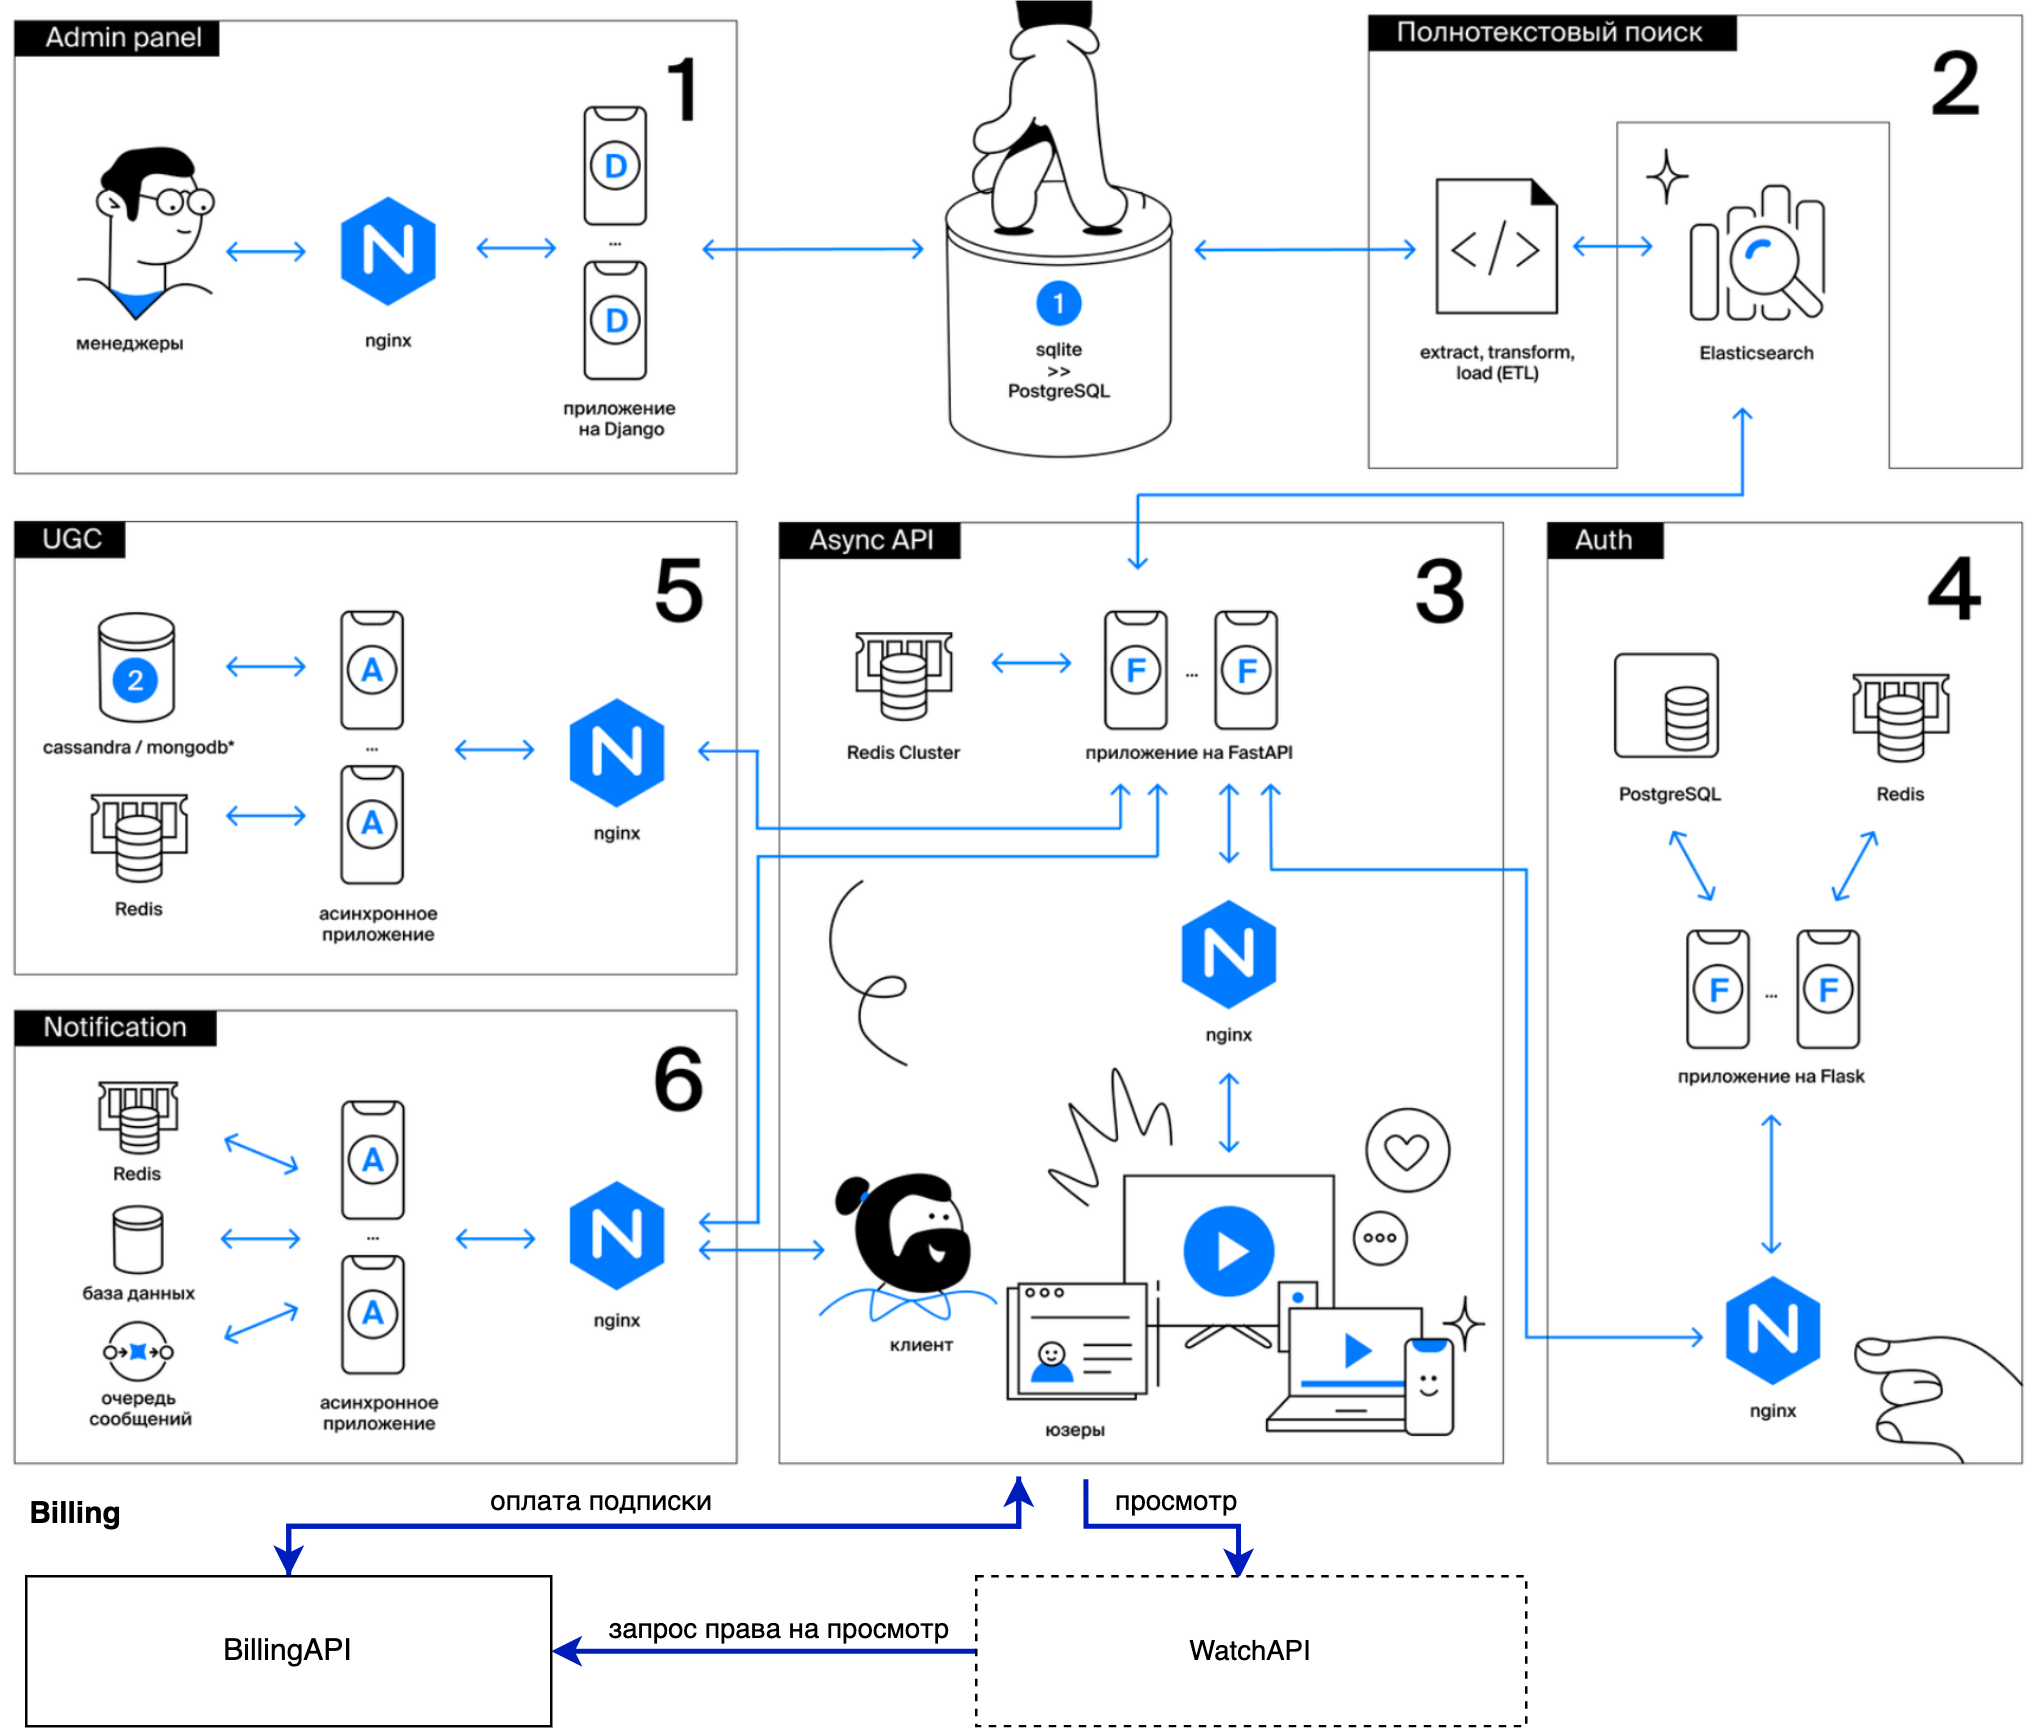 Admin panel
1
менеджеры
N
nginx
D
...
D
приложение
на Django
1
sqlite
>>
PostgreSQL
Полнотекстовый поиск
2
</>
extract, transform,
load (ETL)
Elasticsearch
UGC
5
2
cassandra / mongodb*
Redis
A
...
A
асинхронное
приложение
N
nginx
Async API
3
Redis Cluster
F
...
F
приложение на FastAPI
N
nginx
клиент
юзеры
Auth
4
PostgreSQL
Redis
F
...
F
приложение на Flask
N
nginx
Notification
6
Redis
база данных
очередь
сообщений
A
...
A
асинхронное
приложение
N
nginx
Billing
оплата подписки
просмотр
BillingAPI
запрос права на просмотр
WatchAPI